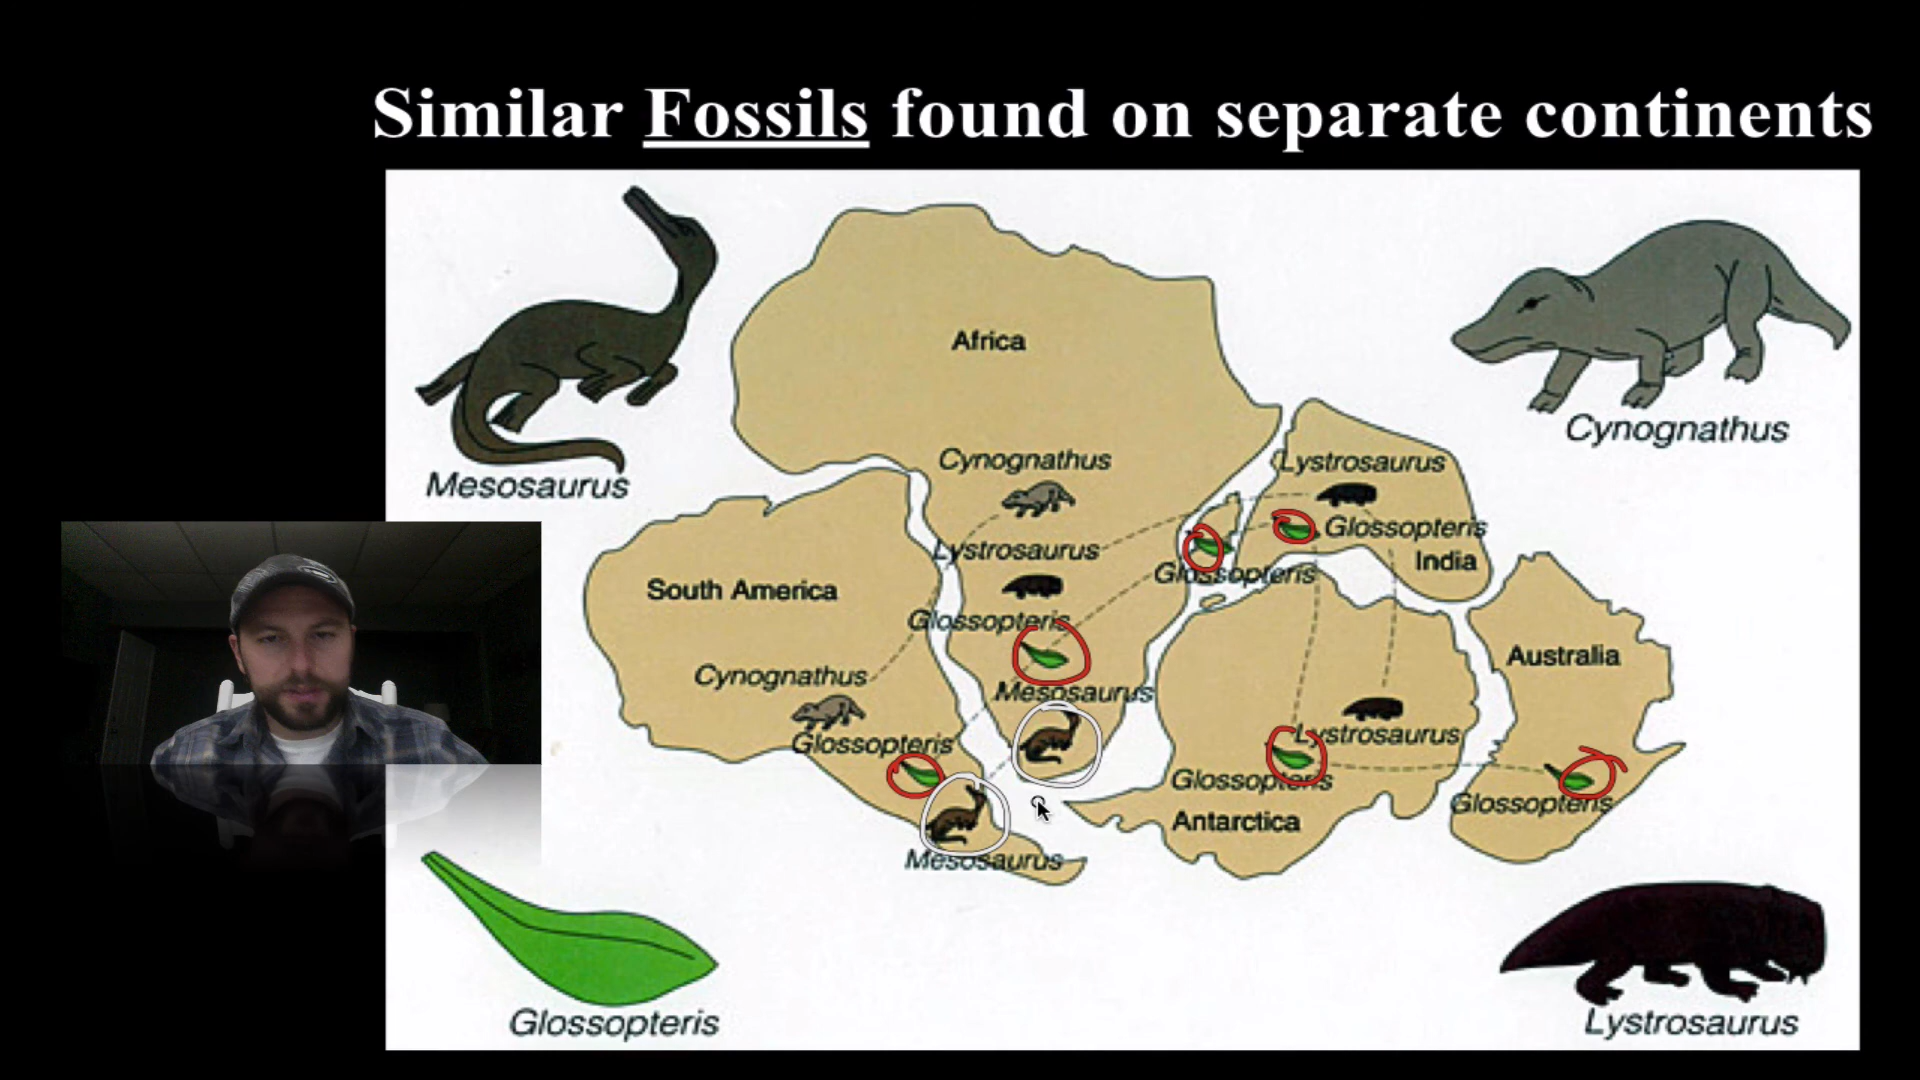 Similar Fossils found on separate continents
Mesosaurus
Cynognathus
Africa
Cynognathus
Lystrosaurus
Lystrosaurus
Glossopteris
India
Glossopteris
Lystrosaurus
Glossopteris
South America
Cynognathus
Glossopteris
Mesosaurus
Mesosaurus
Australia
Lystrosaurus
Glossopteris
Antarctica
Glossopteris
Glossopteris
Lystrosaurus